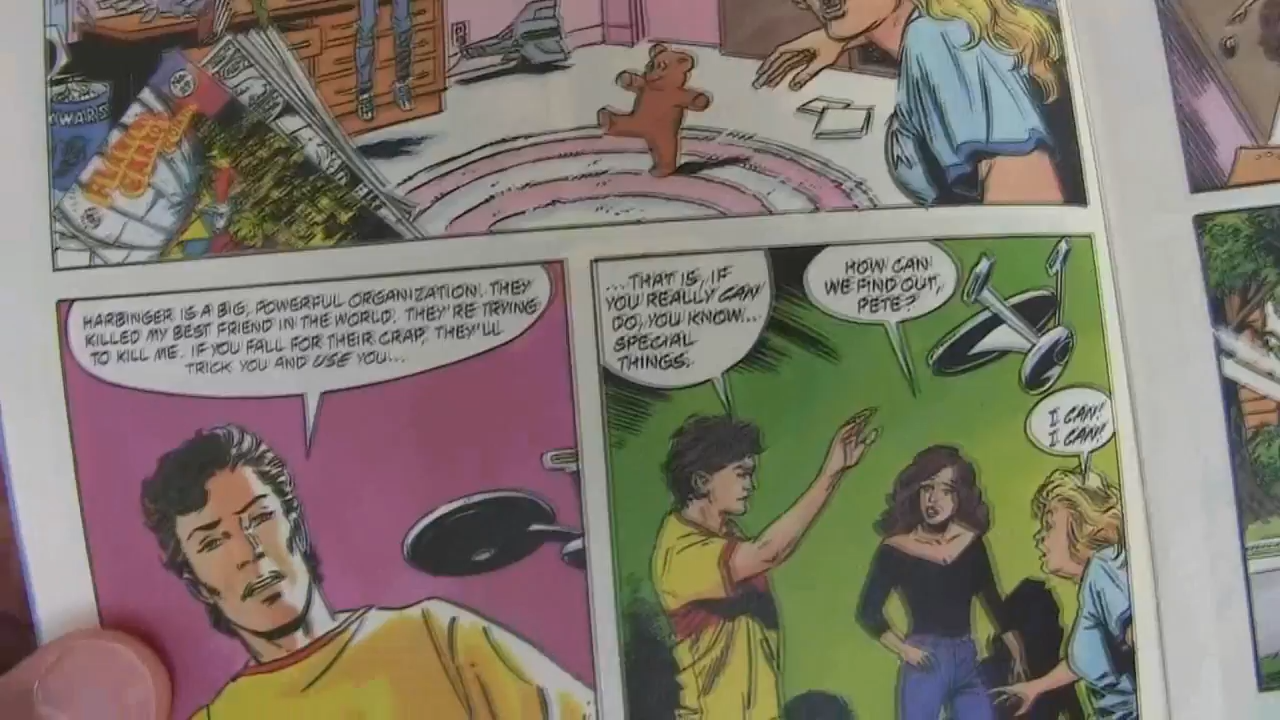 WARS
HARBINGER IS A BIG, POWERFUL ORGANIZATION. THEY
KILLED MY BEST FRIEND IN THE WORLD. THEY'RE TRYING
TO KILL ME. IF YOU FALL FOR THEIR CRAP, THEY'LL
TRICK YOU AND USE YOU...
...THAT IS, IF
YOU REALLY CAN
DO, YOU KNOW...
SPECIAL
THINGS.
HOW CAN
WE FIND OUT,
PETE?
I CAN!
I CAN!